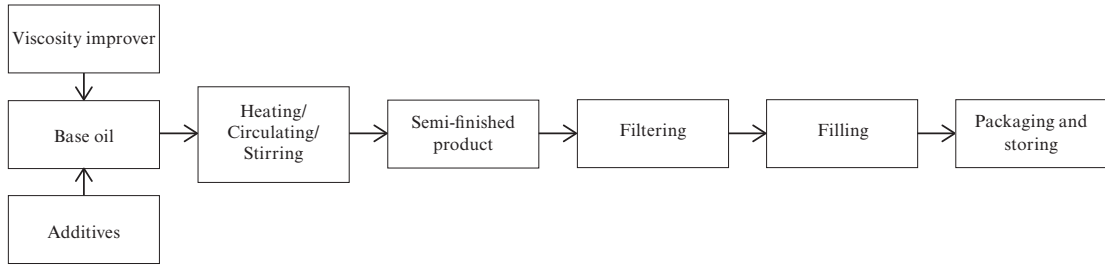 Viscosity improver
Base oil
Additives
Heating/
Circulating/
Stirring
Semi-finished
product
Filtering
Filling
Packaging and
storing